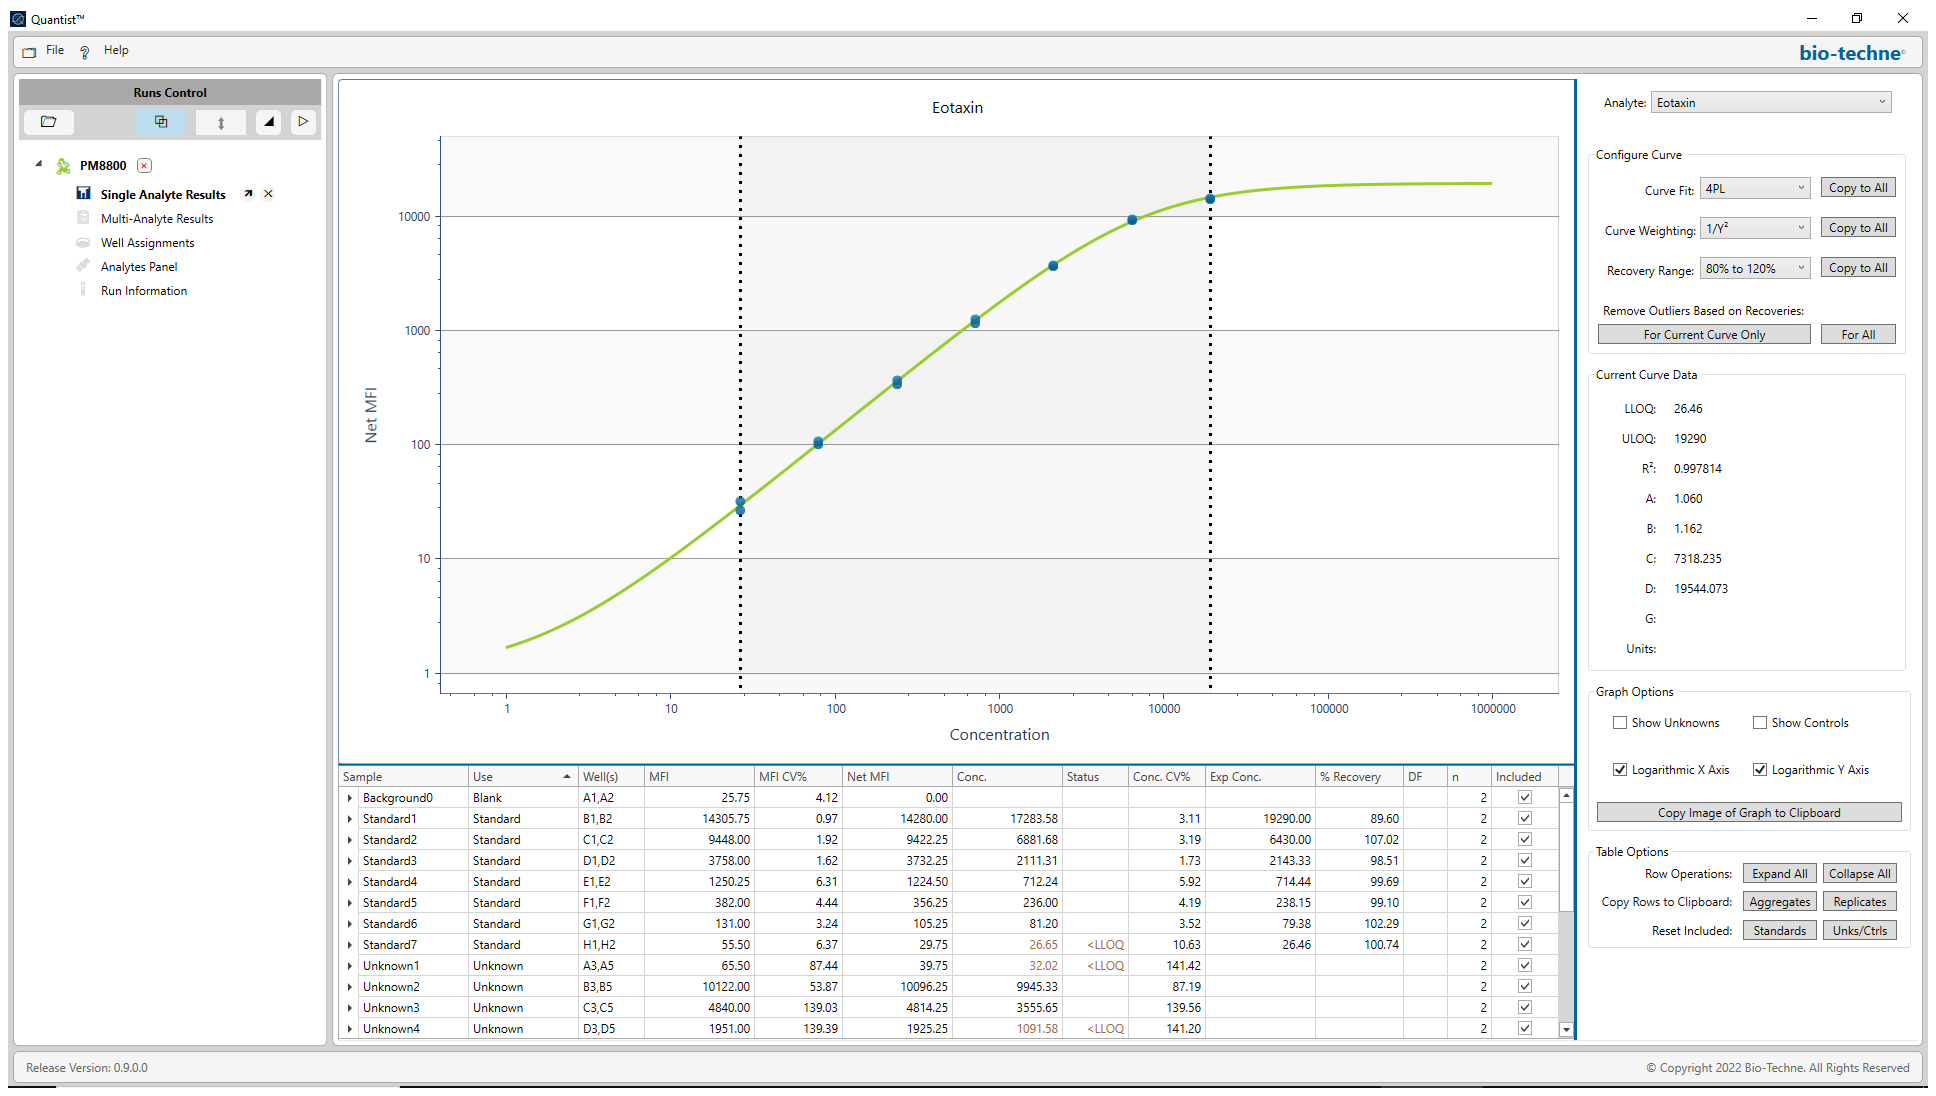 Quantist™
File ? Help
bio-techne
Runs Control
PM8800
Single Analyte Results
Multi-Analyte Results
Well Assignments
Analytes Panel
Run Information
Eotaxin
Net MFI
10000
1000
100
10
1
1 10 100 1000 10000 100000 1000000
Concentration
Sample Use Well(s) MFI MFI CV% Net MFI Conc. Status Conc. CV% Exp Conc. % Recovery DF n Included
Background0 Blank A1,A2 25.75 4.12 0.00 2
Standard1 Standard B1,B2 14305.75 0.97 14280.00 17283.58 3.11 19290.00 89.60 2
Standard2 Standard C1,C2 9448.00 1.92 9422.25 6881.68 3.19 6430.00 107.02 2
Standard3 Standard D1,D2 3758.00 1.62 3732.25 2111.31 1.73 2143.33 98.51 2
Standard4 Standard E1,E2 1250.25 6.31 1224.50 712.24 5.92 714.44 99.69 2
Standard5 Standard F1,F2 382.00 4.44 356.25 236.00 4.19 238.15 99.10 2
Standard6 Standard G1,G2 131.00 3.24 105.25 81.20 3.52 79.38 102.29 2
Standard7 Standard H1,H2 55.50 6.37 29.75 26.65 <LLOQ 10.63 26.46 100.74 2
Unknown1 Unknown A3,A5 65.50 87.44 39.75 32.02 <LLOQ 141.42 2
Unknown2 Unknown B3,B5 10122.00 53.87 10096.25 9945.33 87.19 2
Unknown3 Unknown C3,C5 4840.00 139.03 4814.25 3555.65 139.56 2
Unknown4 Unknown D3,D5 1951.00 139.39 1925.25 1091.58 <LLOQ 141.20 2
Analyte: Eotaxin
Configure Curve
Curve Fit: 4PL Copy to All
Curve Weighting: 1/Y² Copy to All
Recovery Range: 80% to 120% Copy to All
Remove Outliers Based on Recoveries:
For Current Curve Only For All
Current Curve Data
LLOQ: 26.46
ULOQ: 19290
R²: 0.997814
A: 1.060
B: 1.162
C: 7318.235
D: 19544.073
G:
Units:
Graph Options
Show Unknowns Show Controls
Logarithmic X Axis Logarithmic Y Axis
Copy Image of Graph to Clipboard
Table Options
Row Operations: Expand All Collapse All
Copy Rows to Clipboard: Aggregates Replicates
Reset Included: Standards Unks/Ctrls
Release Version: 0.9.0.0
© Copyright 2022 Bio-Techne. All Rights Reserved